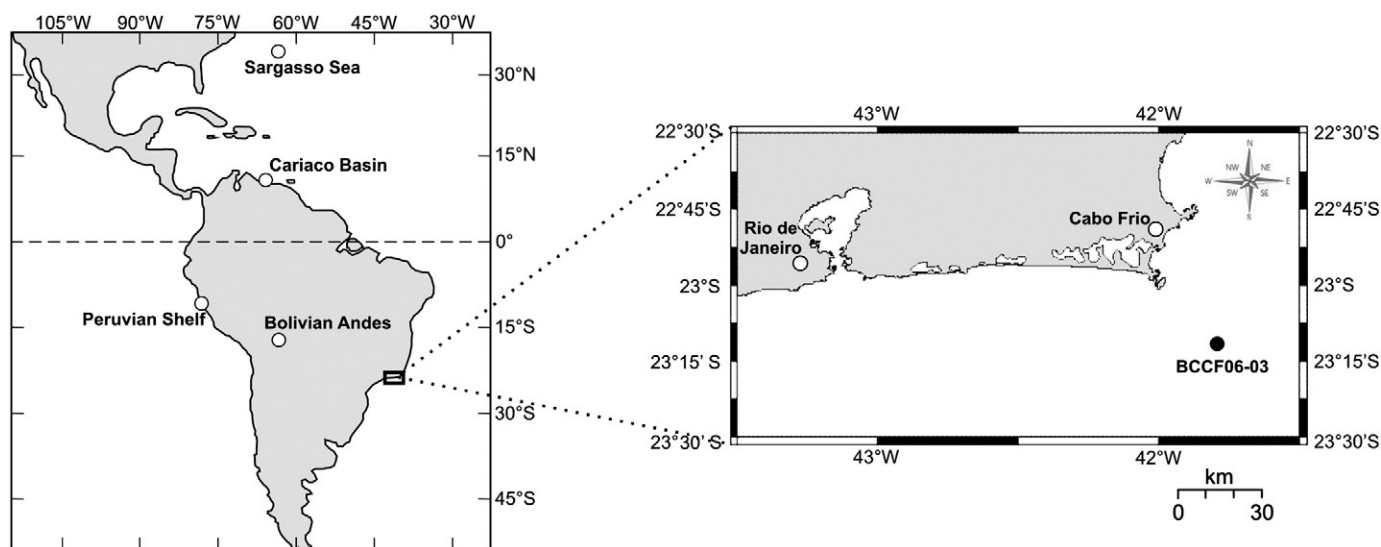 105°W 90°W 75°W 60°W 45°W 30°W
Sargasso Sea
30°N
15°N
Cariaco Basin
0°
Peruvian Shelf
Bolivian Andes
15°S
30°S
45°S
43°W 42°W
22°30'S 22°30'S
N
NW NE
W E
SW SE
S
22°45'S 22°45'S
Cabo Frio
Rio de
Janeiro
23°S 23°S
23°15' S 23°15'S
BCCF06-03
23°30'S 23°30'S
43°W 42°W
km
0 30